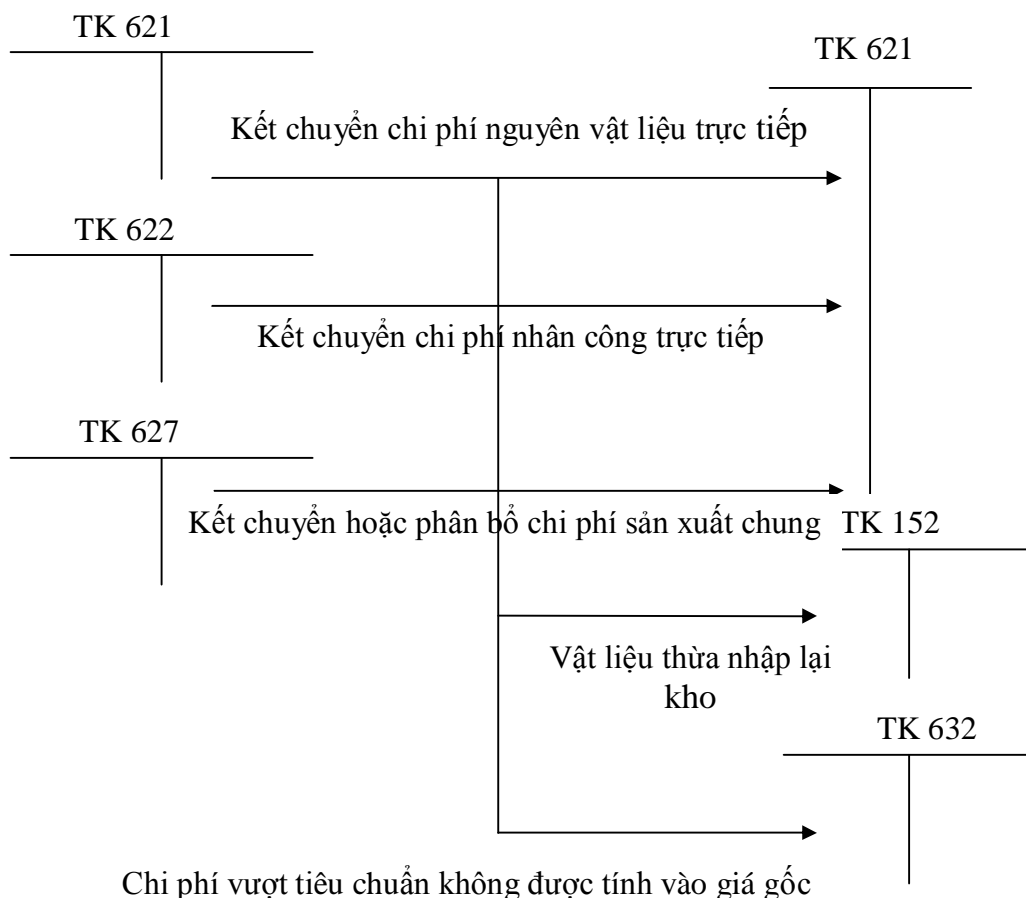 TK 621
TK 621
Kết chuyển chi phí nguyên vật liệu trực tiếp
TK 622
Kết chuyển chi phí nhân công trực tiếp
TK 627
Kết chuyển hoặc phân bổ chi phí sản xuất chung
TK 152
Vật liệu thừa nhập lại
kho
TK 632
Chi phí vượt tiêu chuẩn không được tính vào giá gốc